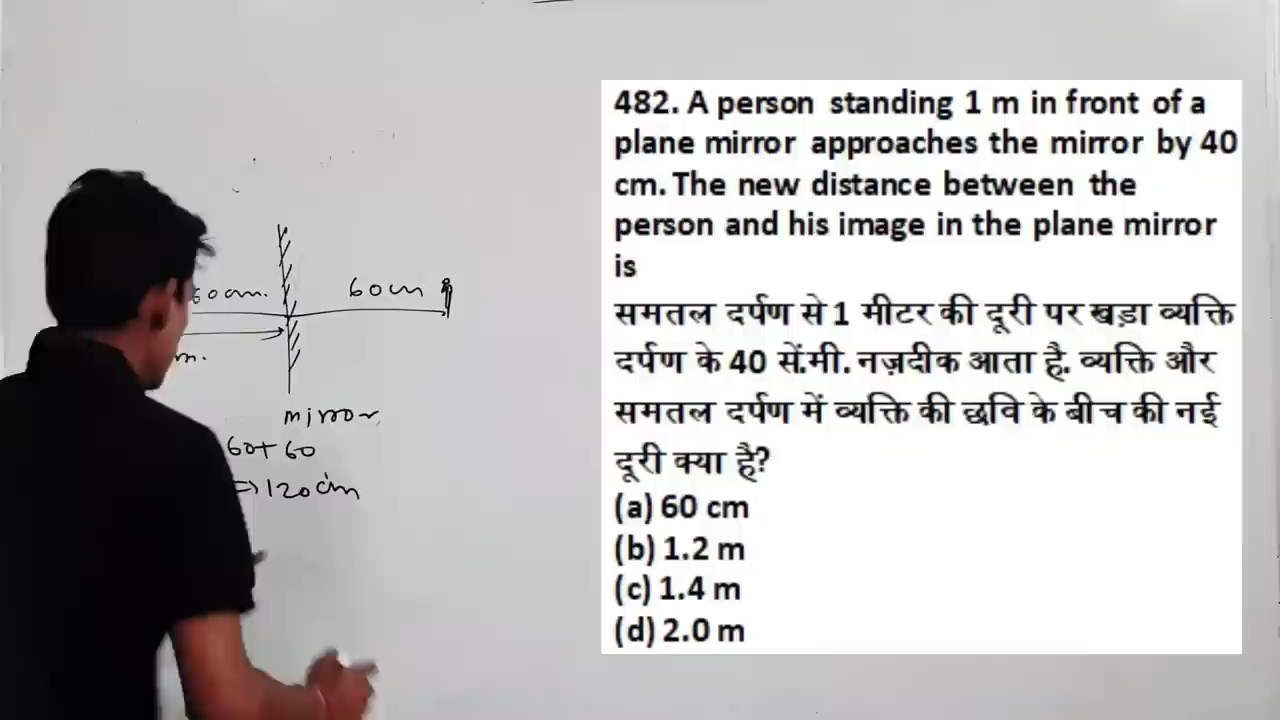 60cm.
60cm
m.
mirror
60+60
⇒120cm
482. A person standing 1 m in front of a
plane mirror approaches the mirror by 40
cm. The new distance between the
person and his image in the plane mirror
is
समतल दर्पण से 1 मीटर की दूरी पर खड़ा व्यक्ति
दर्पण के 40 सें.मी. नज़दीक आता है. व्यक्ति और
समतल दर्पण में व्यक्ति की छवि के बीच की नई
दूरी क्या है?
(a) 60 cm
(b) 1.2 m
(c) 1.4 m
(d) 2.0 m